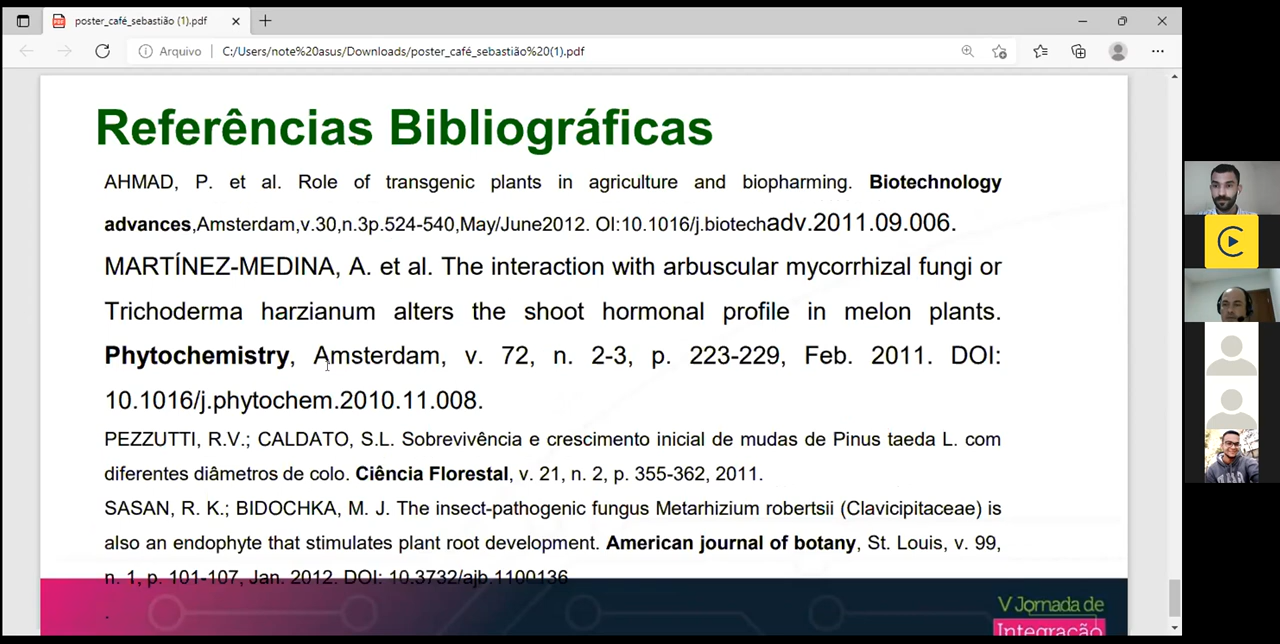 poster_café_sebastião (1).pdf
Arquivo
C:/Users/note%20asus/Downloads/poster_café_sebastião%20(1).pdf
Referências Bibliográficas
AHMAD, P. et al. Role of transgenic plants in agriculture and biopharming. Biotechnology
advances,Amsterdam,v.30,n.3p.524-540,May/June2012. OI:10.1016/j.biotechadv.2011.09.006.
MARTÍNEZ-MEDINA, A. et al. The interaction with arbuscular mycorrhizal fungi or
Trichoderma harzianum alters the shoot hormonal profile in melon plants.
Phytochemistry, Amsterdam, v. 72, n. 2-3, p. 223-229, Feb. 2011. DOI:
10.1016/j.phytochem.2010.11.008.
PEZZUTTI, R.V.; CALDATO, S.L. Sobrevivência e crescimento inicial de mudas de Pinus taeda L. com
diferentes diâmetros de colo. Ciência Florestal, v. 21, n. 2, p. 355-362, 2011.
SASAN, R. K.; BIDOCHKA, M. J. The insect-pathogenic fungus Metarhizium robertsii (Clavicipitaceae) is
also an endophyte that stimulates plant root development. American journal of botany, St. Louis, v. 99,
n. 1, p. 101-107, Jan. 2012. DOI: 10.3732/ajb.1100136
.
V Jornada de
Integração